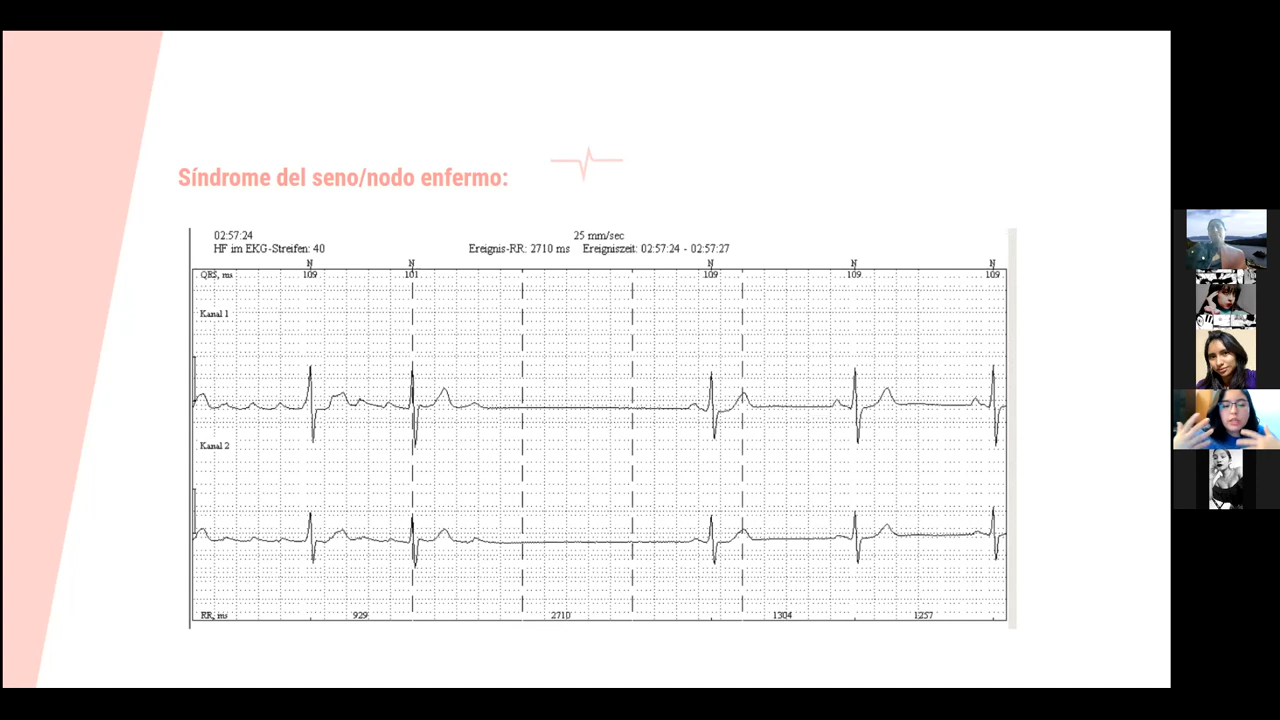 Síndrome del seno/nodo enfermo:
02:57:24 25 mm/sec
HF im EKG-Streifen: 40 Ereignis-RR: 2710 ms Ereigniszeit: 02:57:24 - 02:57:27
N N N N N
QRS, ms 109 101 109 109 109
Kanal 1
Kanal 2
RR, ms 929 2710 1304 1257